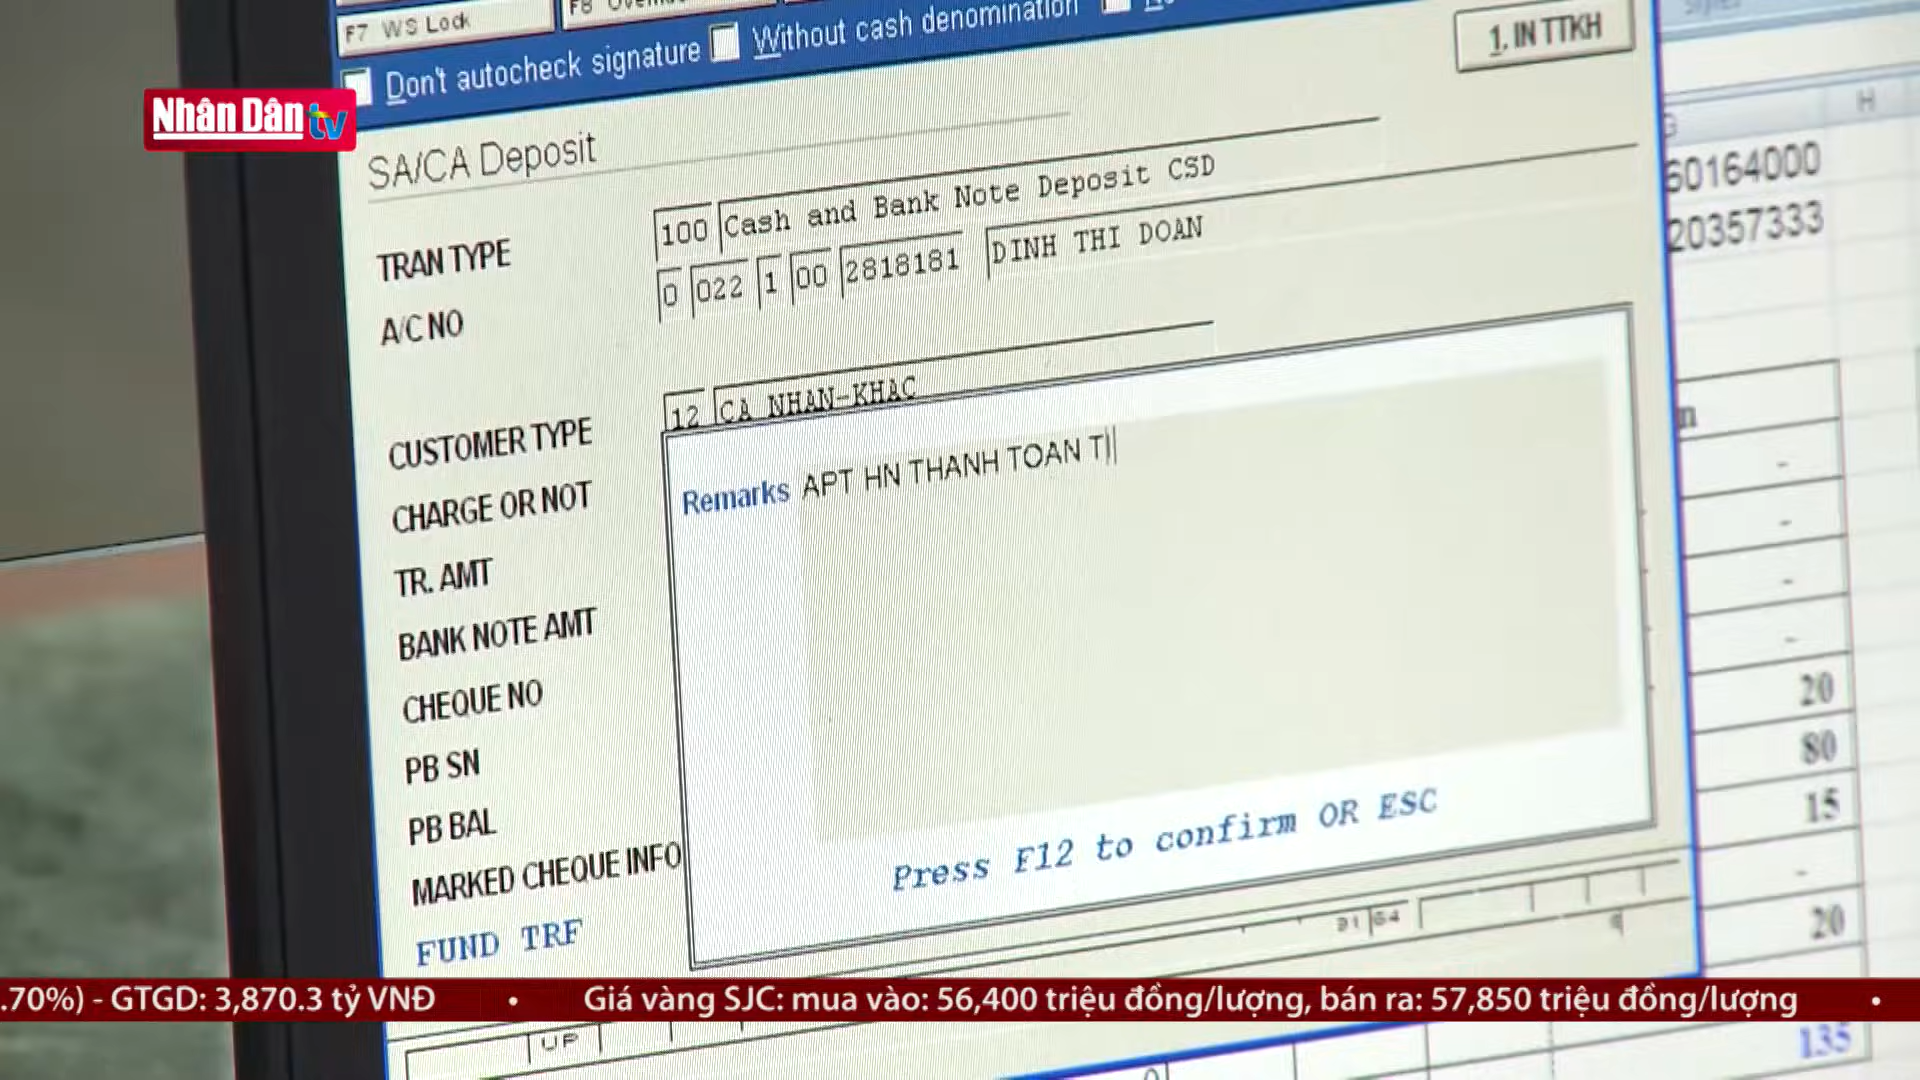 F7 WS Lock
F8
Don't autocheck signature
Without cash denomination
1. IN TTKH
Nhân Dân tv
SA/CA Deposit
TRAN TYPE 100 Cash and Bank Note Deposit CSD
A/C NO 0 022 1 00 2818181 DINH THI DOAN
CUSTOMER TYPE 12 CA NHAN-KHAC
CHARGE OR NOT
Remarks APT HN THANH TOAN T
TR. AMT
BANK NOTE AMT
CHEQUE NO
PB SN
PB BAL
MARKED CHEQUE INFO
Press F12 to confirm OR ESC
FUND TRF
UP
H
60164000
20357333
-
-
-
-
20
80
15
-
20
135
.70%) - GTGD: 3,870.3 tỷ VNĐ • Giá vàng SJC: mua vào: 56,400 triệu đồng/lượng, bán ra: 57,850 triệu đồng/lượng •